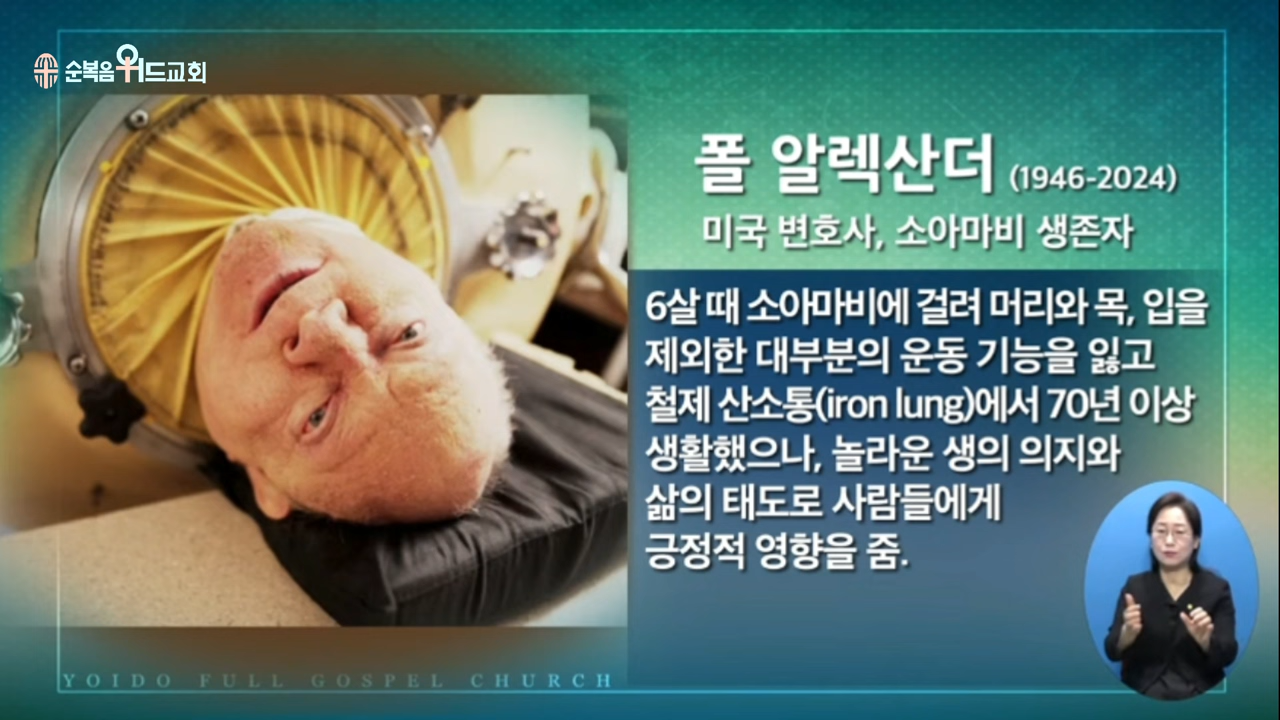 순복음위드교회
폴 알렉산더 (1946-2024)
미국 변호사, 소아마비 생존자
6살 때 소아마비에 걸려 머리와 목, 입을
제외한 대부분의 운동 기능을 잃고
철제 산소통(iron lung)에서 70년 이상
생활했으나, 놀라운 생의 의지와
삶의 태도로 사람들에게
긍정적 영향을 줌.
YOIDO FULL GOSPEL CHURCH